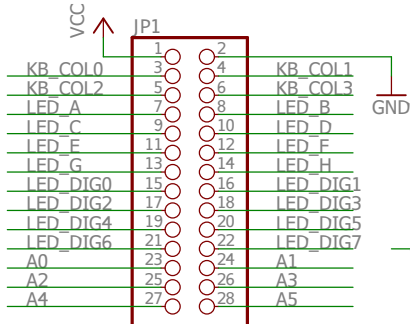 VCC
JP1
1 2
KB_COL0 3 4 KB_COL1
KB_COL2 5 6 KB_COL3
GND
LED_A 7 8 LED_B
LED_C 9 10 LED_D
LED_E 11 12 LED_F
LED_G 13 14 LED_H
LED_DIG0 15 16 LED_DIG1
LED_DIG2 17 18 LED_DIG3
LED_DIG4 19 20 LED_DIG5
LED_DIG6 21 22 LED_DIG7
A0 23 24 A1
A2 25 26 A3
A4 27 28 A5